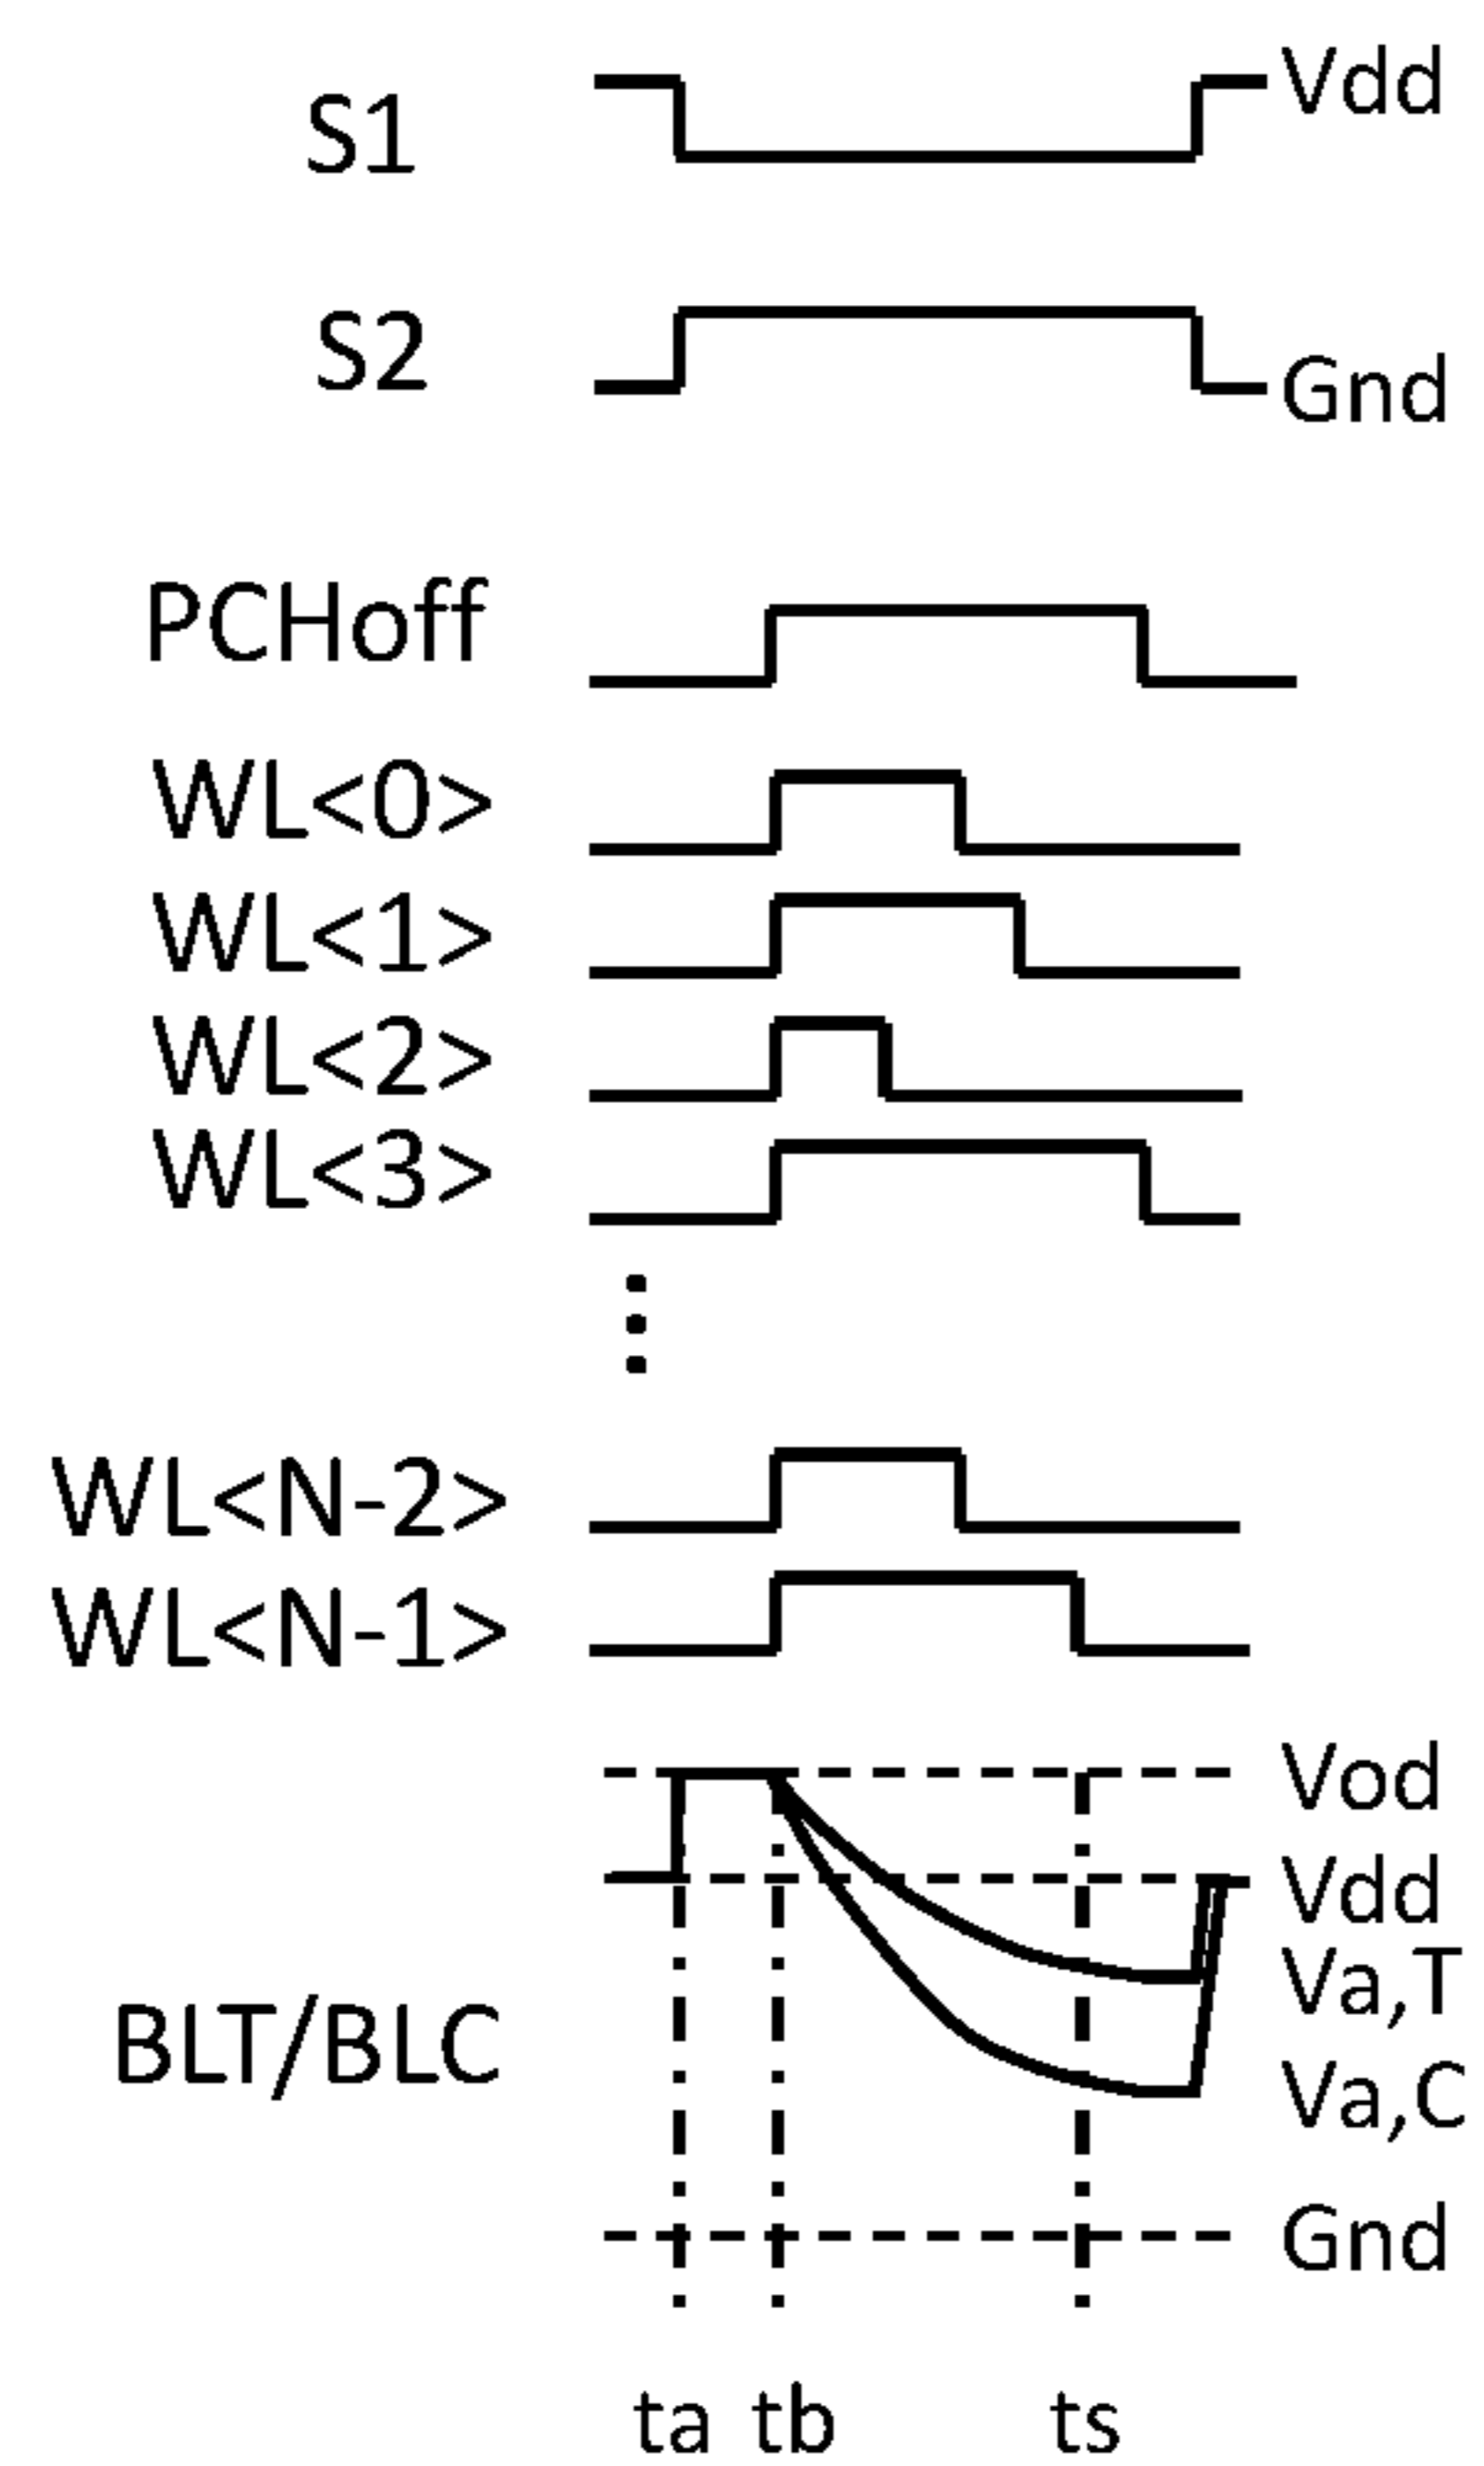 S1 Vdd
S2 Gnd
PCHoff
WL<0>
WL<1>
WL<2>
WL<3>
WL<N-2>
WL<N-1>
Vod
Vdd
Va,T
BLT/BLC
Va,C
Gnd
ta tb ts